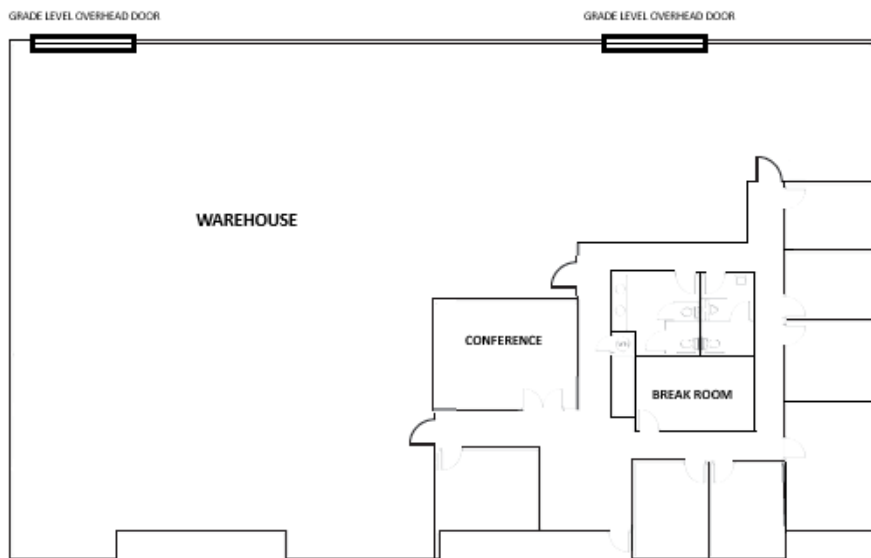 GRADE LEVEL OVERHEAD DOOR
GRADE LEVEL OVERHEAD DOOR
WAREHOUSE
CONFERENCE
BREAK ROOM